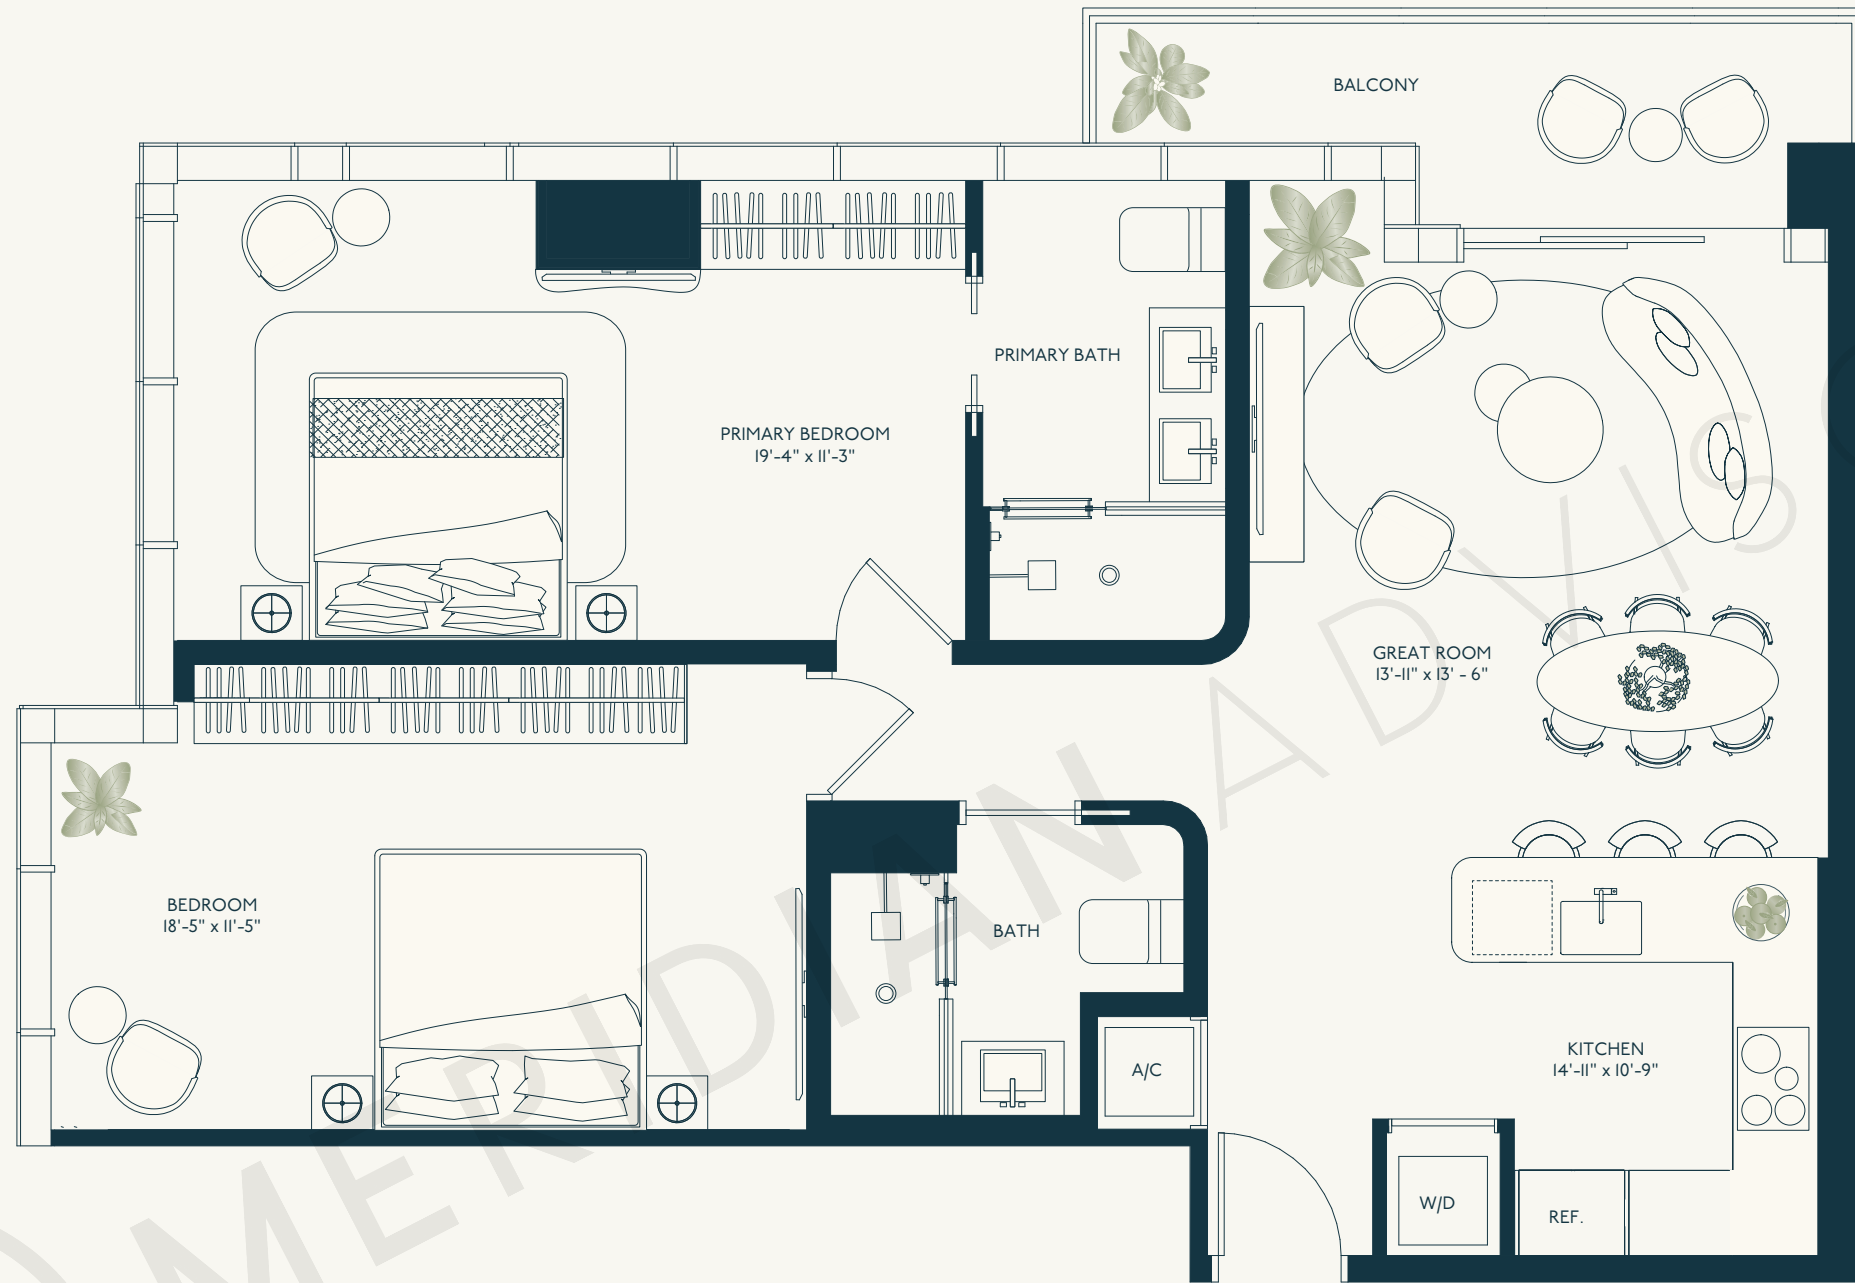 BALCONY
PRIMARY BATH
PRIMARY BEDROOM
19'-4" x 11'-3"
GREAT ROOM
13'-11" x 13' - 6"
BEDROOM
18'-5" x 11'-5"
BATH
KITCHEN
14'-11" x 10'-9"
A/C
W/D
REF.
MERIDIAN ADVISO